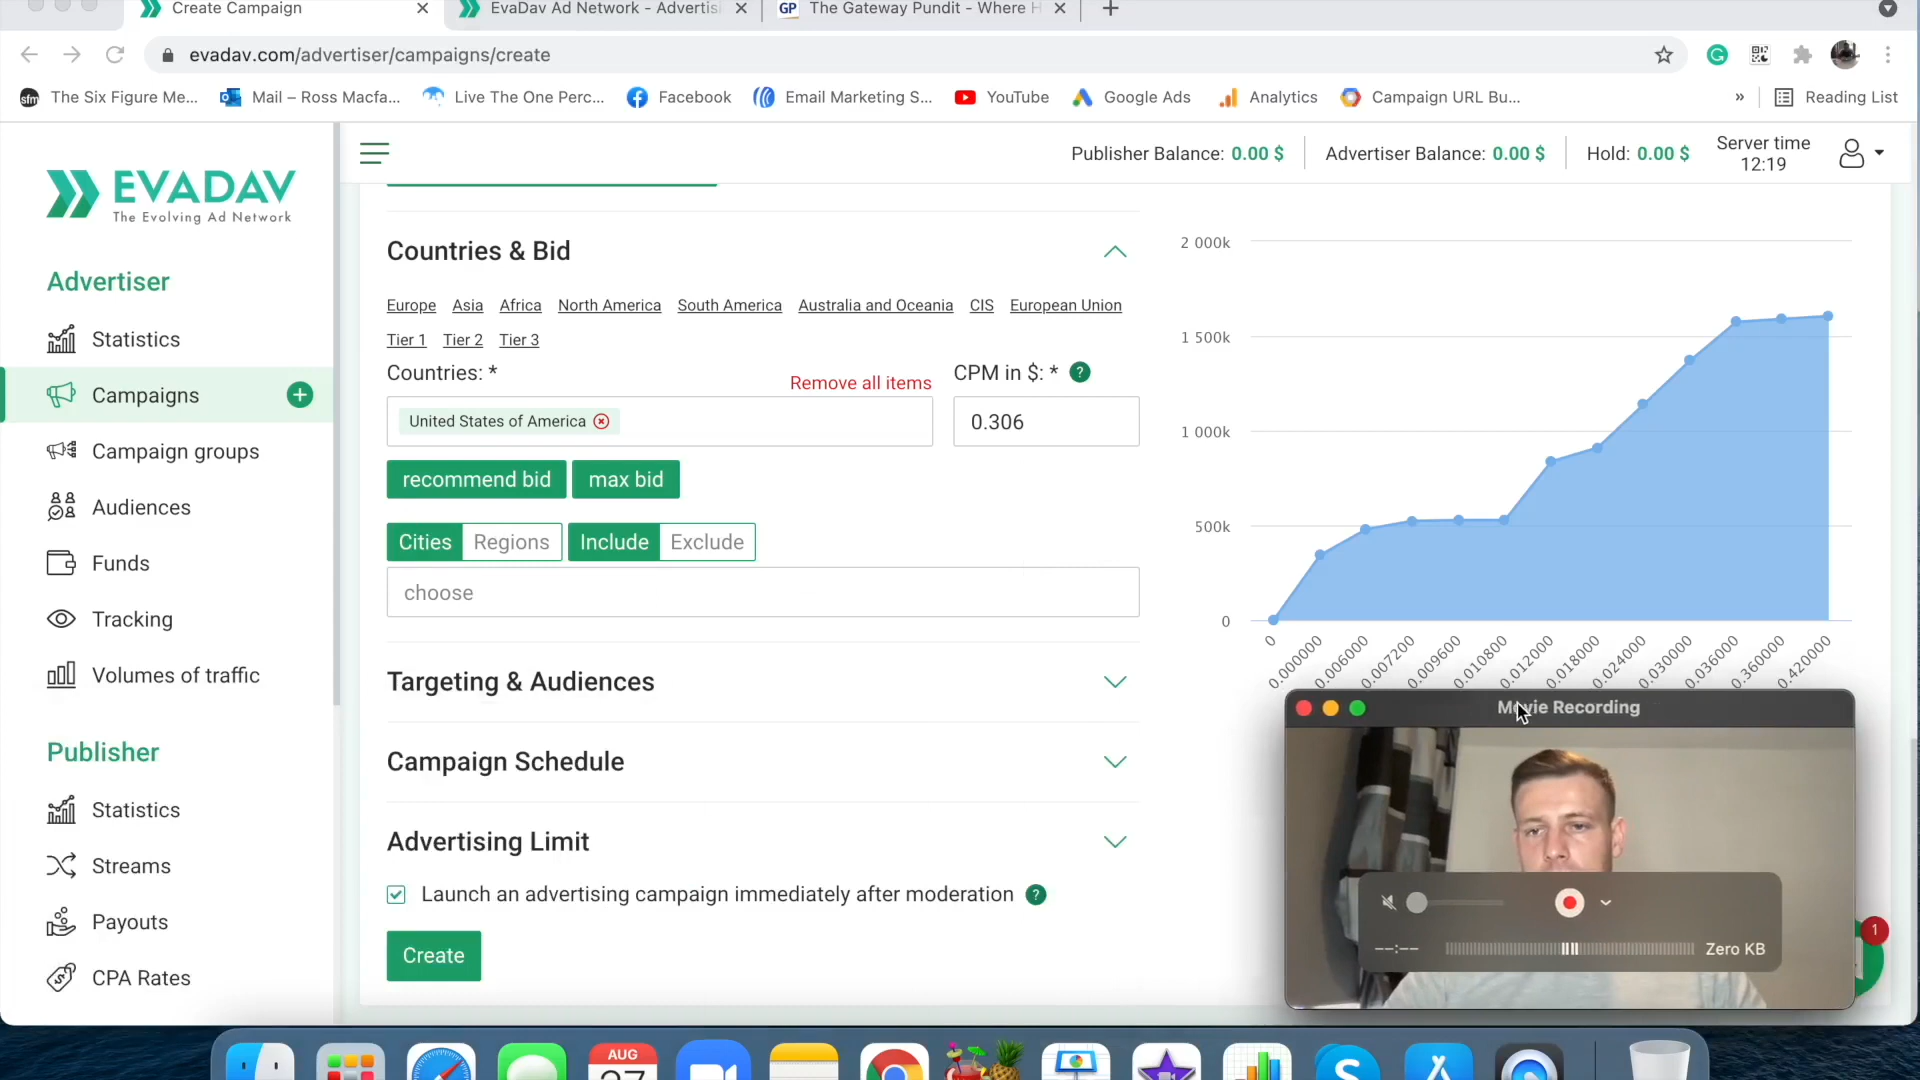 Create Campaign
EvaDav Ad Network - Advertis
GP The Gateway Pundit - Where H
evadav.com/advertiser/campaigns/create
sfm The Six Figure Me...
Mail – Ross Macfa...
Live The One Perc...
Facebook
Email Marketing S...
YouTube
Google Ads
Analytics
Campaign URL Bu...
»
Reading List
EVADAV
The Evolving Ad Network
Publisher Balance: 0.00 $
Advertiser Balance: 0.00 $
Hold: 0.00 $
Server time
12:19
Advertiser
Statistics
Campaigns
Campaign groups
Audiences
Funds
Tracking
Volumes of traffic
Publisher
Statistics
Streams
Payouts
CPA Rates
Countries & Bid
Europe Asia Africa North America South America Australia and Oceania CIS European Union
Tier 1 Tier 2 Tier 3
Countries: *
Remove all items
CPM in $: * ?
United States of America
0.306
recommend bid
max bid
Cities Regions
Include Exclude
choose
Targeting & Audiences
Campaign Schedule
Advertising Limit
Launch an advertising campaign immediately after moderation ?
Create
2 000k
1 500k
1 000k
500k
0
0
0.000000
0.006000
0.007200
0.009600
0.010800
0.012000
0.018000
0.024000
0.030000
0.036000
0.360000
0.420000
Movie Recording
--:--
Zero KB
1
AUG
27